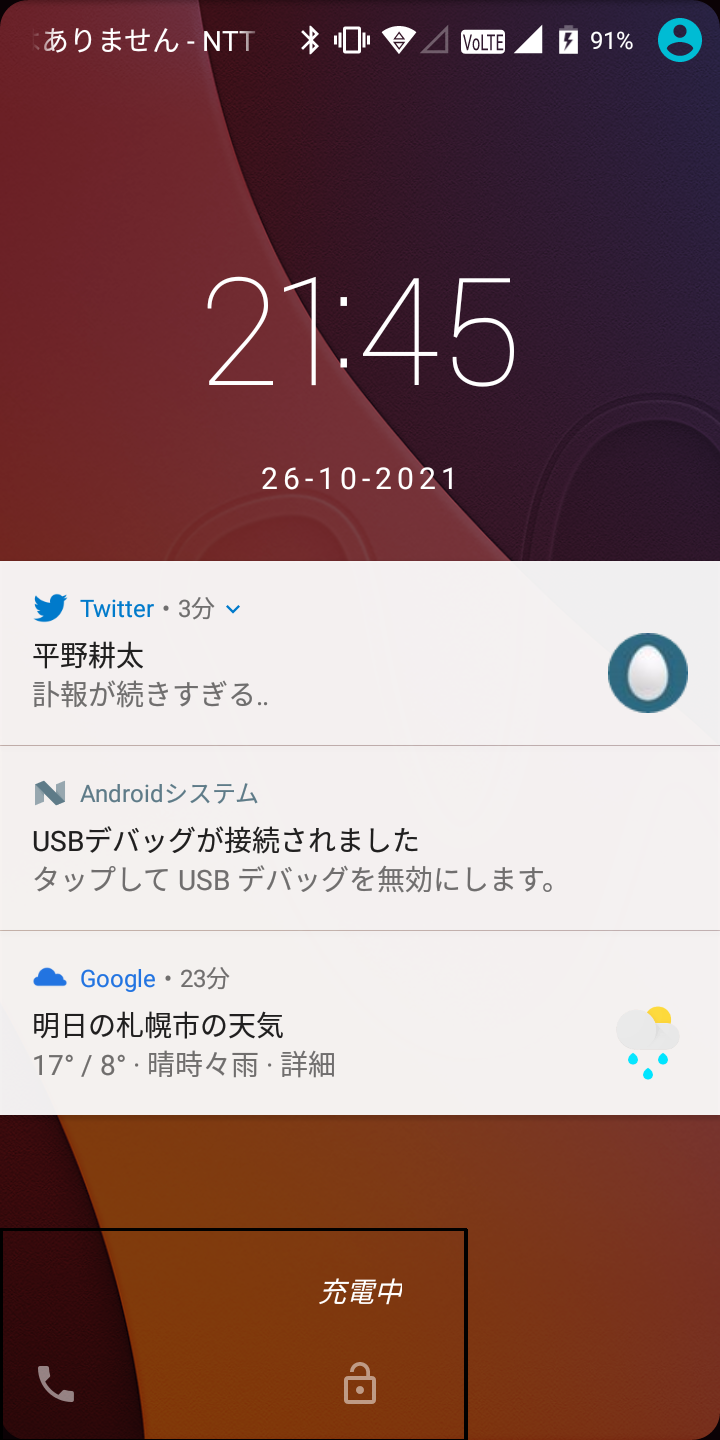 ありません - NTT VoLTE 91%
21:45
26-10-2021
Twitter • 3分
平野耕太
訃報が続きすぎる..
Androidシステム
USBデバッグが接続されました
タップして USB デバッグを無効にします。
Google • 23分
明日の札幌市の天気
17° / 8° · 晴時々雨 · 詳細
充電中